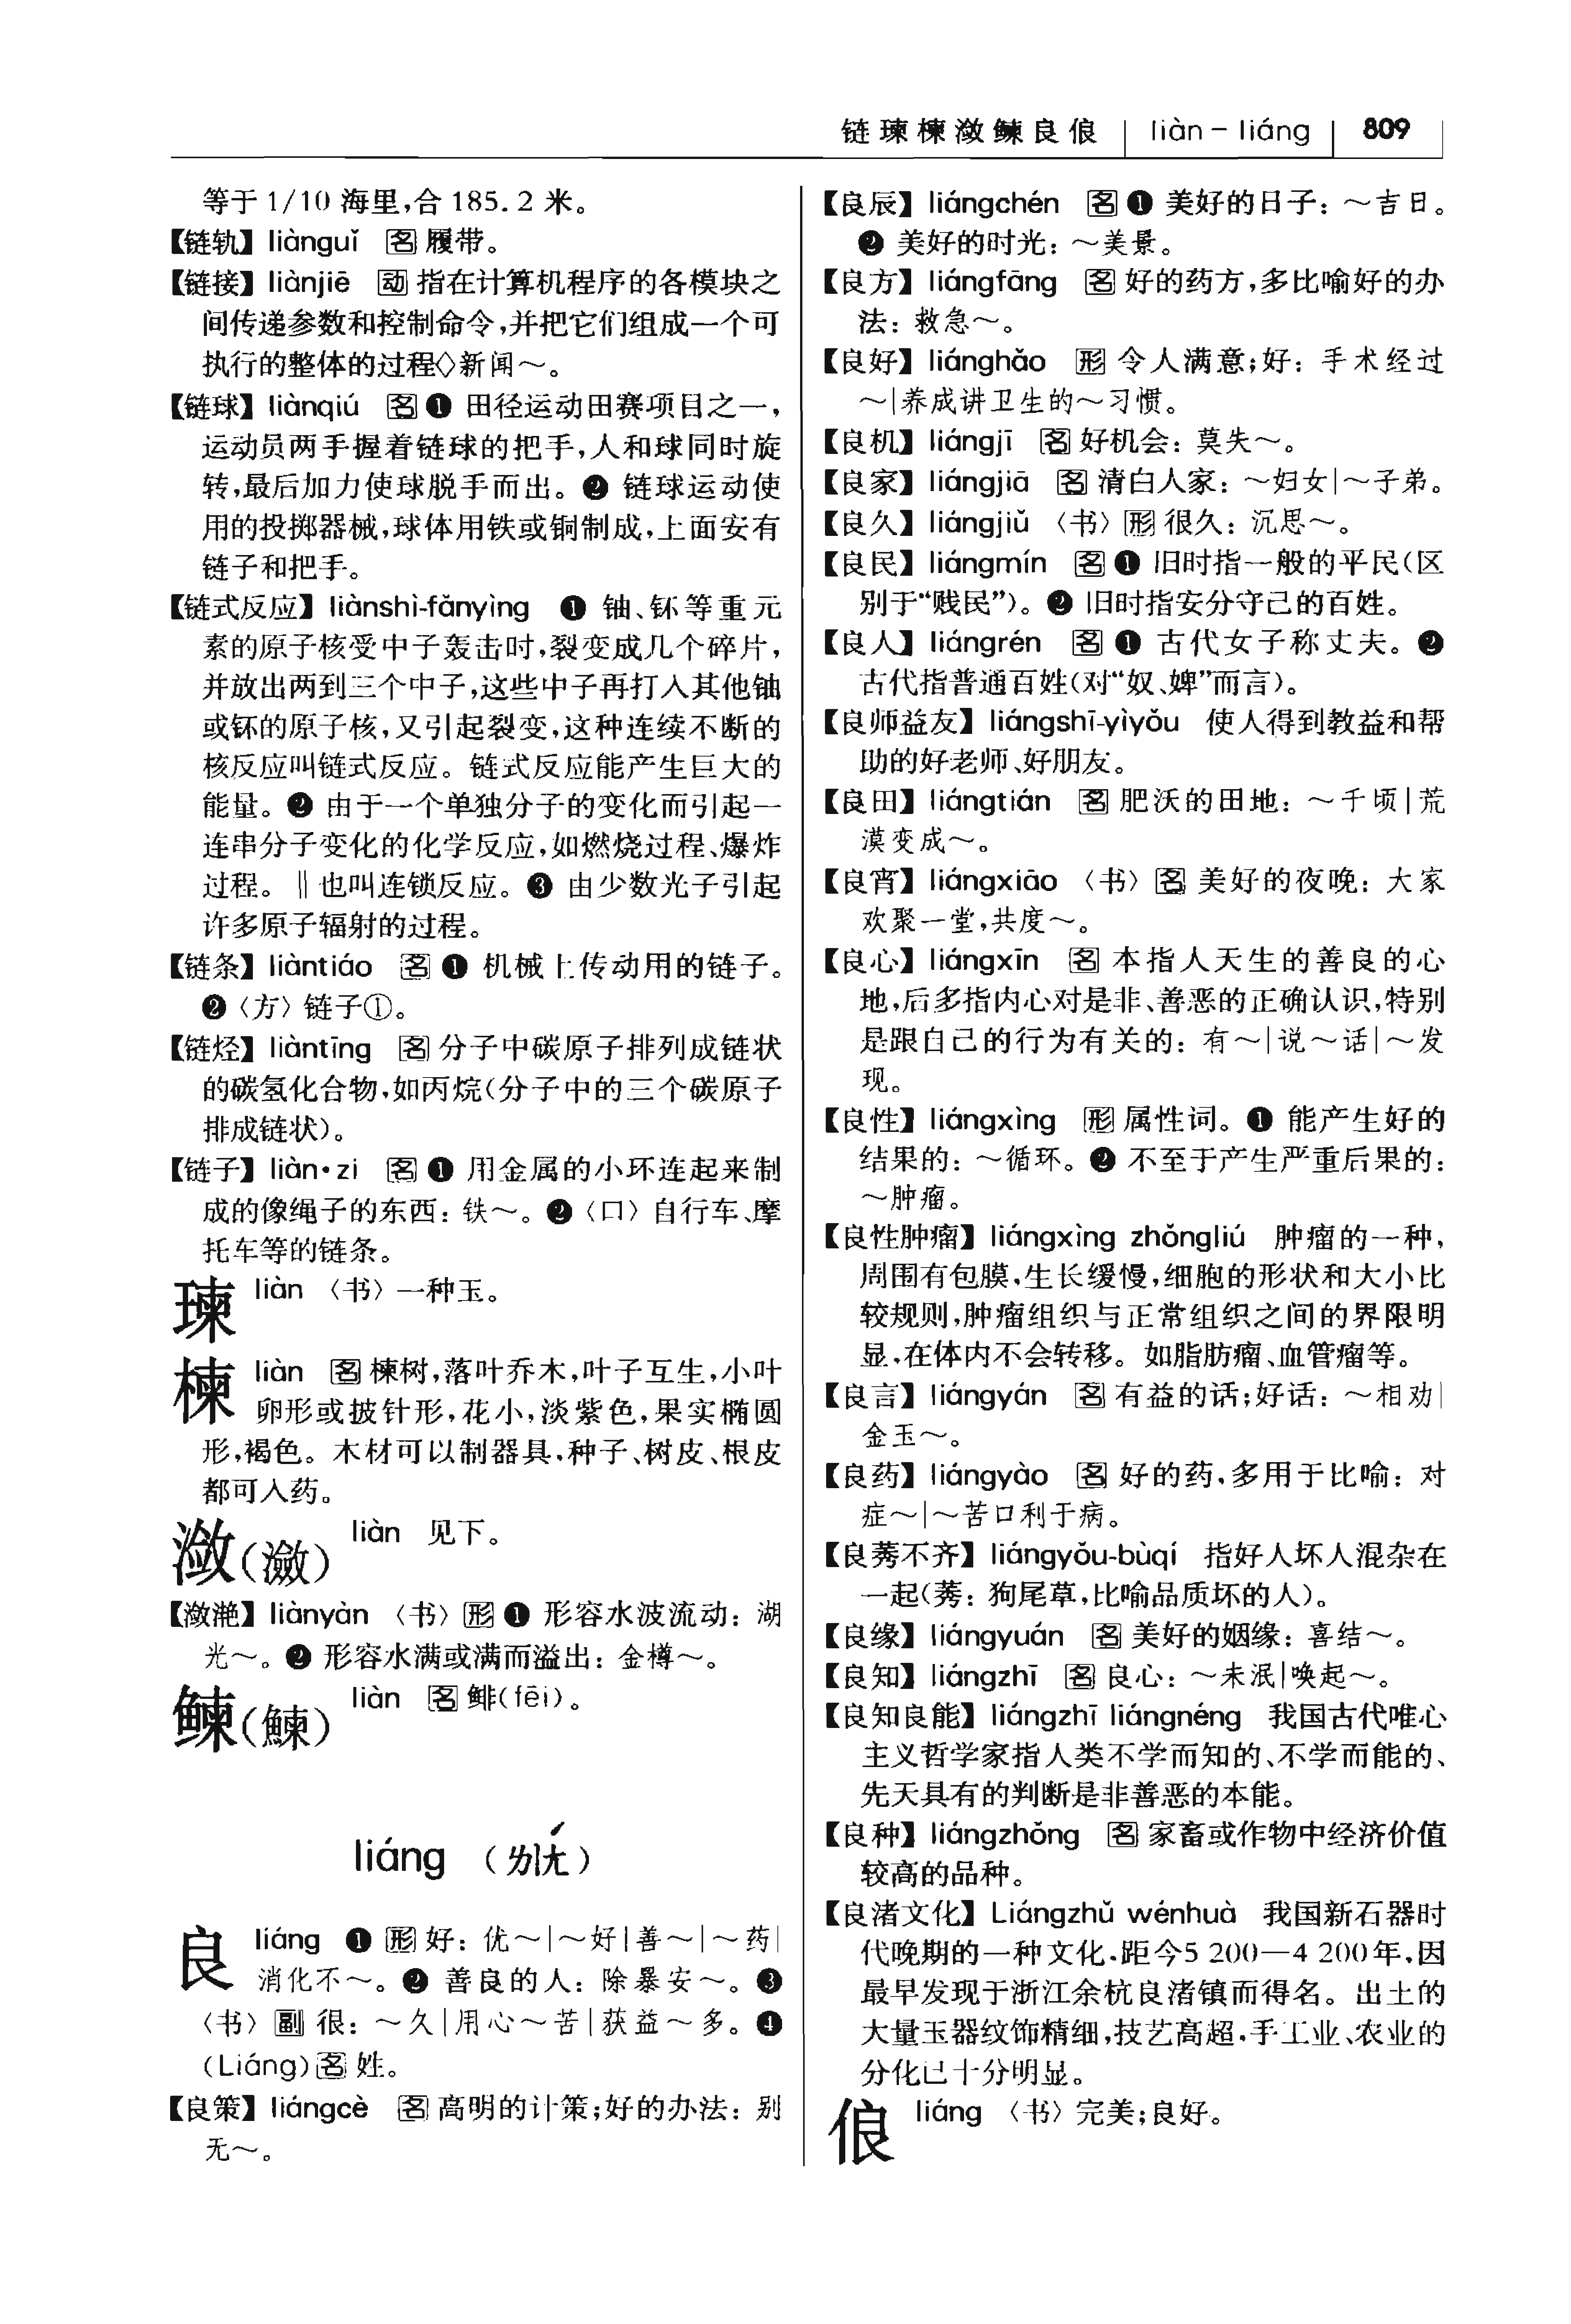 链瑓楝潋鲢良俍 liàn－liáng 809
等于 1/10 海里，合 185.2 米。
【链轨】liànguǐ 名 履带。
【链接】liànjiē 动 指在计算机程序的各模块之
间传递参数和控制命令，并把它们组成一个可
执行的整体的过程◇新闻～。
【链球】liànqiú 名 ❶ 田径运动田赛项目之一，
运动员两手握着链球的把手，人和球同时旋
转，最后加力使球脱手而出。❷ 链球运动使
用的投掷器械，球体用铁或铜制成，上面安有
链子和把手。
【链式反应】liànshì-fǎnyìng ❶ 铀、钚等重元
素的原子核受中子轰击时，裂变成几个碎片，
并放出两到三个中子，这些中子再打入其他铀
或钚的原子核，又引起裂变，这种连续不断的
核反应叫链式反应。链式反应能产生巨大的
能量。❷ 由于一个单独分子的变化而引起一
连串分子变化的化学反应，如燃烧过程、爆炸
过程。‖也叫连锁反应。❸ 由少数光子引起
许多原子辐射的过程。
【链条】liàntiáo 名 ❶ 机械上传动用的链子。
❷〈方〉链子①。
【链烃】liàntīng 名 分子中碳原子排列成链状
的碳氢化合物，如丙烷（分子中的三个碳原子
排成链状）。
【链子】liàn•zi 名 ❶ 用金属的小环连起来制
成的像绳子的东西：铁～。❷〈口〉自行车、摩
托车等的链条。
瑓 liàn〈书〉一种玉。
楝 liàn 名 楝树，落叶乔木，叶子互生，小叶
卵形或披针形，花小，淡紫色，果实椭圆
形，褐色。木材可以制器具，种子、树皮、根皮
都可入药。
潋（瀲） liàn 见下。
【潋滟】liànyàn〈书〉形 ❶ 形容水波流动：湖
光～。❷ 形容水满或满而溢出：金樽～。
𫚖（鰊） liàn 名 鲱（fēi）。
liáng （ㄌㄧㄤˊ）
良 liáng ❶ 形 好：优～|～好|善～|～药|
消化不～。❷ 善良的人：除暴安～。❸
〈书〉副 很：～久|用心～苦|获益～多。❹
（Liáng）名 姓。
【良策】liángcè 名 高明的计策；好的办法：别
无～。
【良辰】liángchén 名 ❶ 美好的日子：～吉日。
❷ 美好的时光：～美景。
【良方】liángfāng 名 好的药方，多比喻好的办
法：救急～。
【良好】liánghǎo 形 令人满意；好：手术经过
～|养成讲卫生的～习惯。
【良机】liángjī 名 好机会：莫失～。
【良家】liángjiā 名 清白人家：～妇女|～子弟。
【良久】liángjiǔ〈书〉形 很久：沉思～。
【良民】liángmín 名 ❶ 旧时指一般的平民（区
别于“贱民”）。❷ 旧时指安分守己的百姓。
【良人】liángrén 名 ❶ 古代女子称丈夫。❷
古代指普通百姓（对“奴、婢”而言）。
【良师益友】liángshī-yìyǒu 使人得到教益和帮
助的好老师、好朋友。
【良田】liángtián 名 肥沃的田地：～千顷|荒
漠变成～。
【良宵】liángxiāo〈书〉名 美好的夜晚：大家
欢聚一堂，共度～。
【良心】liángxīn 名 本指人天生的善良的心
地，后多指内心对是非、善恶的正确认识，特别
是跟自己的行为有关的：有～|说～话|～发
现。
【良性】liángxìng 形 属性词。❶ 能产生好的
结果的：～循环。❷ 不至于产生严重后果的：
～肿瘤。
【良性肿瘤】liángxìng zhǒngliú 肿瘤的一种，
周围有包膜，生长缓慢，细胞的形状和大小比
较规则，肿瘤组织与正常组织之间的界限明
显，在体内不会转移。如脂肪瘤、血管瘤等。
【良言】liángyán 名 有益的话；好话：～相劝|
金玉～。
【良药】liángyào 名 好的药，多用于比喻：对
症～|～苦口利于病。
【良莠不齐】liángyǒu-bùqí 指好人坏人混杂在
一起（莠：狗尾草，比喻品质坏的人）。
【良缘】liángyuán 名 美好的姻缘：喜结～。
【良知】liángzhī 名 良心：～未泯|唤起～。
【良知良能】liángzhī liángnéng 我国古代唯心
主义哲学家指人类不学而知的、不学而能的、
先天具有的判断是非善恶的本能。
【良种】liángzhǒng 名 家畜或作物中经济价值
较高的品种。
【良渚文化】Liángzhǔ wénhuà 我国新石器时
代晚期的一种文化，距今5 200—4 200年，因
最早发现于浙江余杭良渚镇而得名。出土的
大量玉器纹饰精细，技艺高超，手工业、农业的
分化已十分明显。
俍 liáng〈书〉完美；良好。